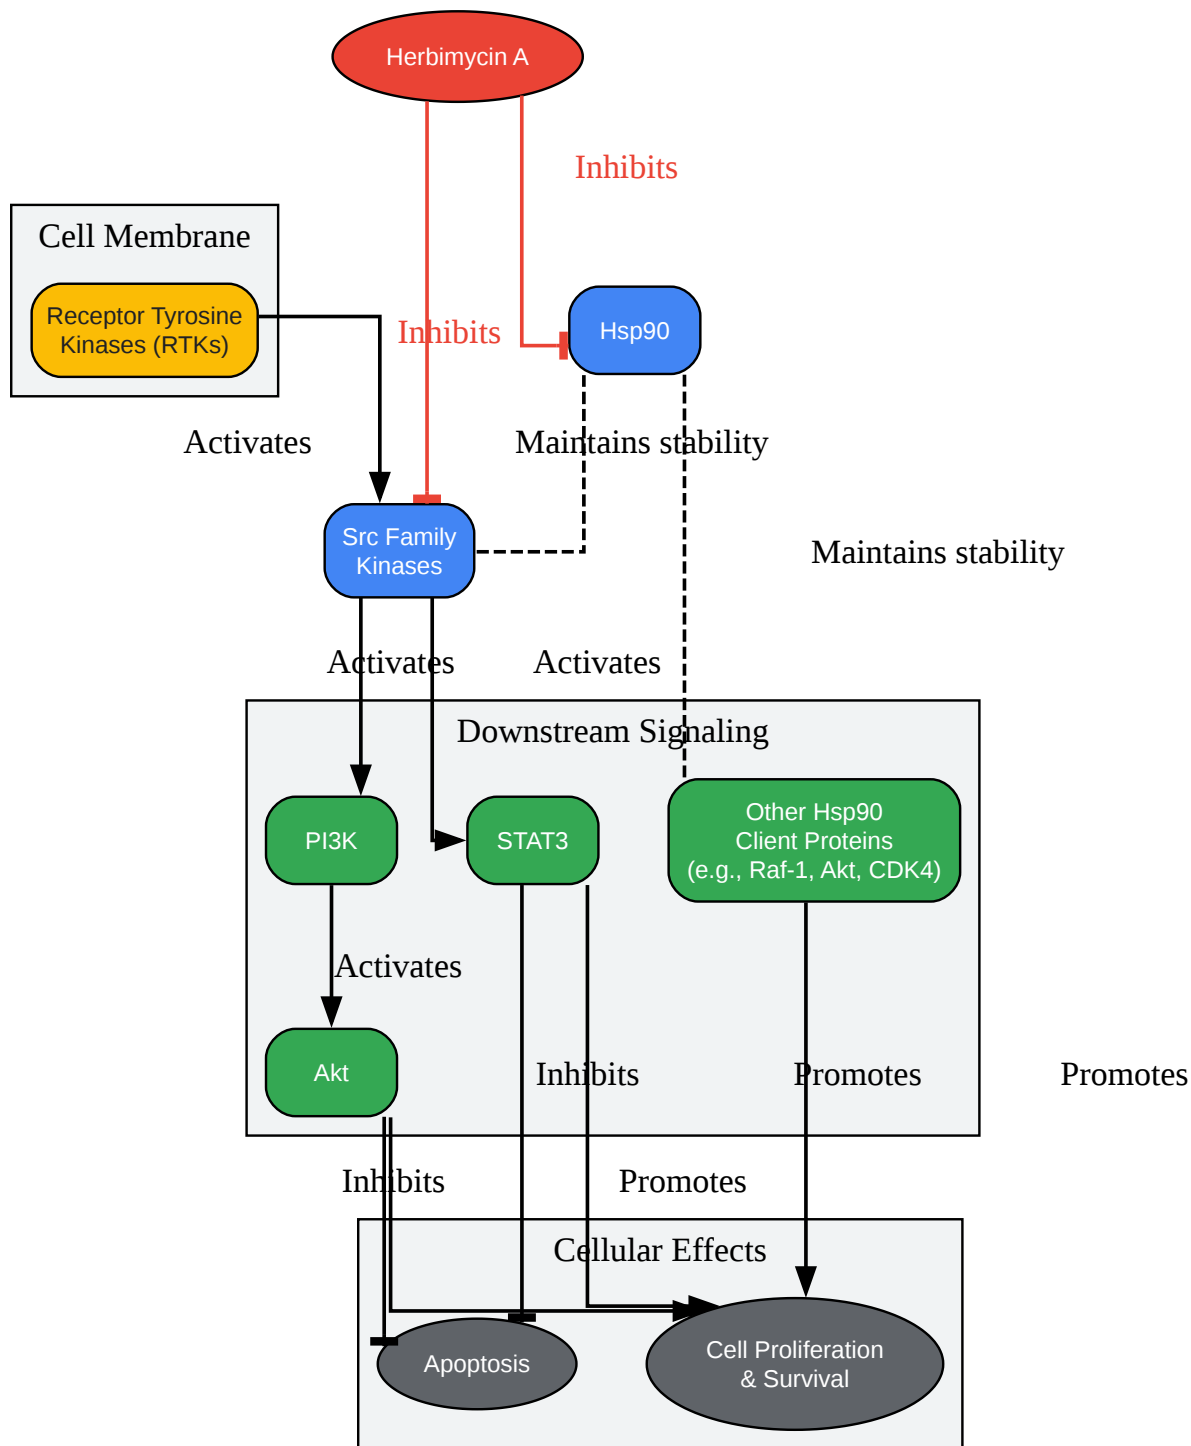 Herbimycin A
Inhibits
Cell Membrane
Receptor Tyrosine
Kinases (RTKs)
Inhibits
Hsp90
Activates
Maintains stability
Src Family
Kinases
Maintains stability
Activates
Activates
Downstream Signaling
PI3K
STAT3
Other Hsp90
Client Proteins
(e.g., Raf-1, Akt, CDK4)
Activates
Akt
Inhibits
Promotes
Promotes
Inhibits
Promotes
Cellular Effects
Apoptosis
Cell Proliferation
& Survival